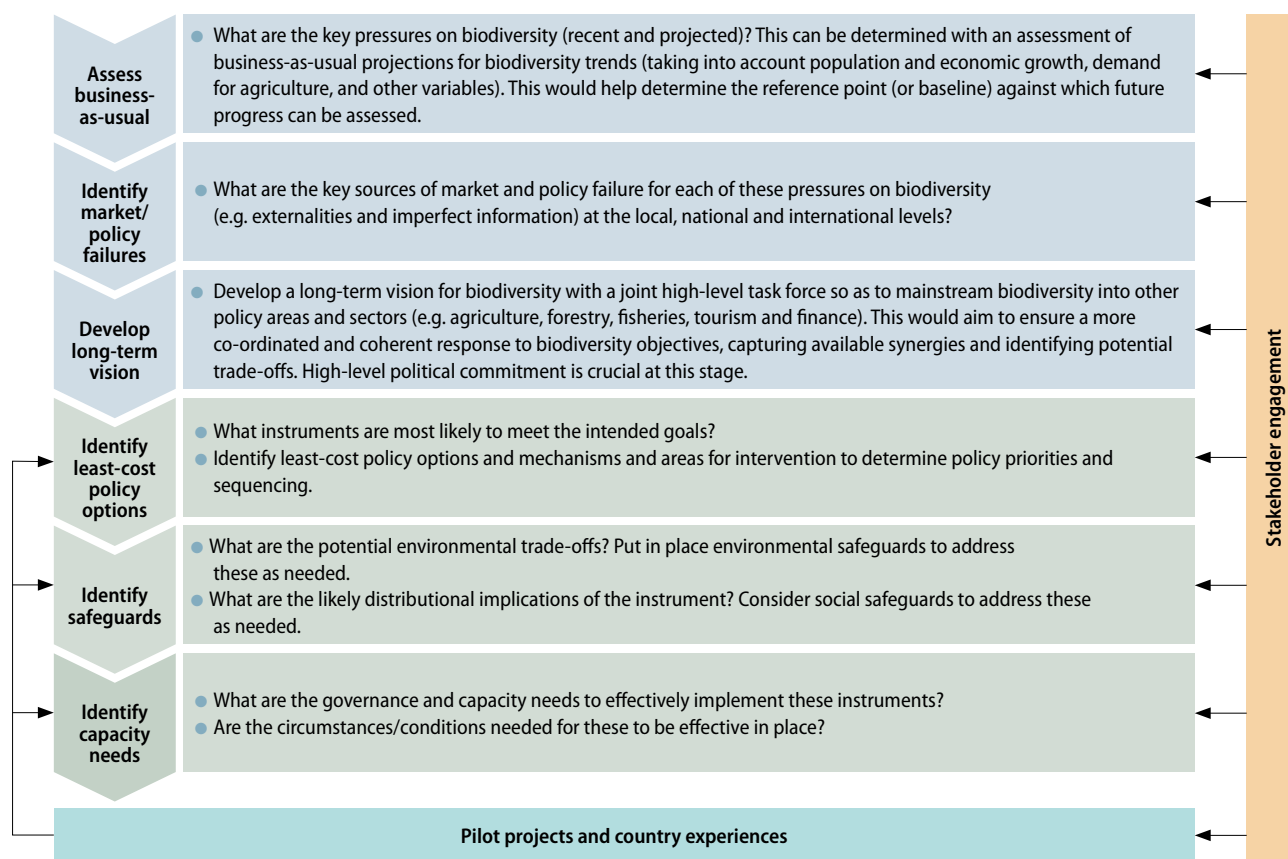 Assess
business-
as-usual
● What are the key pressures on biodiversity (recent and projected)? This can be determined with an assessment of
business-as-usual projections for biodiversity trends (taking into account population and economic growth, demand
for agriculture, and other variables). This would help determine the reference point (or baseline) against which future
progress can be assessed.
Identify
market/
policy
failures
● What are the key sources of market and policy failure for each of these pressures on biodiversity
(e.g. externalities and imperfect information) at the local, national and international levels?
Develop
long-term
vision
● Develop a long-term vision for biodiversity with a joint high-level task force so as to mainstream biodiversity into other
policy areas and sectors (e.g. agriculture, forestry, fisheries, tourism and finance). This would aim to ensure a more
co-ordinated and coherent response to biodiversity objectives, capturing available synergies and identifying potential
trade-offs. High-level political commitment is crucial at this stage.
Identify
least-cost
policy
options
● What instruments are most likely to meet the intended goals?
● Identify least-cost policy options and mechanisms and areas for intervention to determine policy priorities and
sequencing.
Identify
safeguards
● What are the potential environmental trade-offs? Put in place environmental safeguards to address
these as needed.
● What are the likely distributional implications of the instrument? Consider social safeguards to address these
as needed.
Identify
capacity
needs
● What are the governance and capacity needs to effectively implement these instruments?
● Are the circumstances/conditions needed for these to be effective in place?
Pilot projects and country experiences
Stakeholder engagement